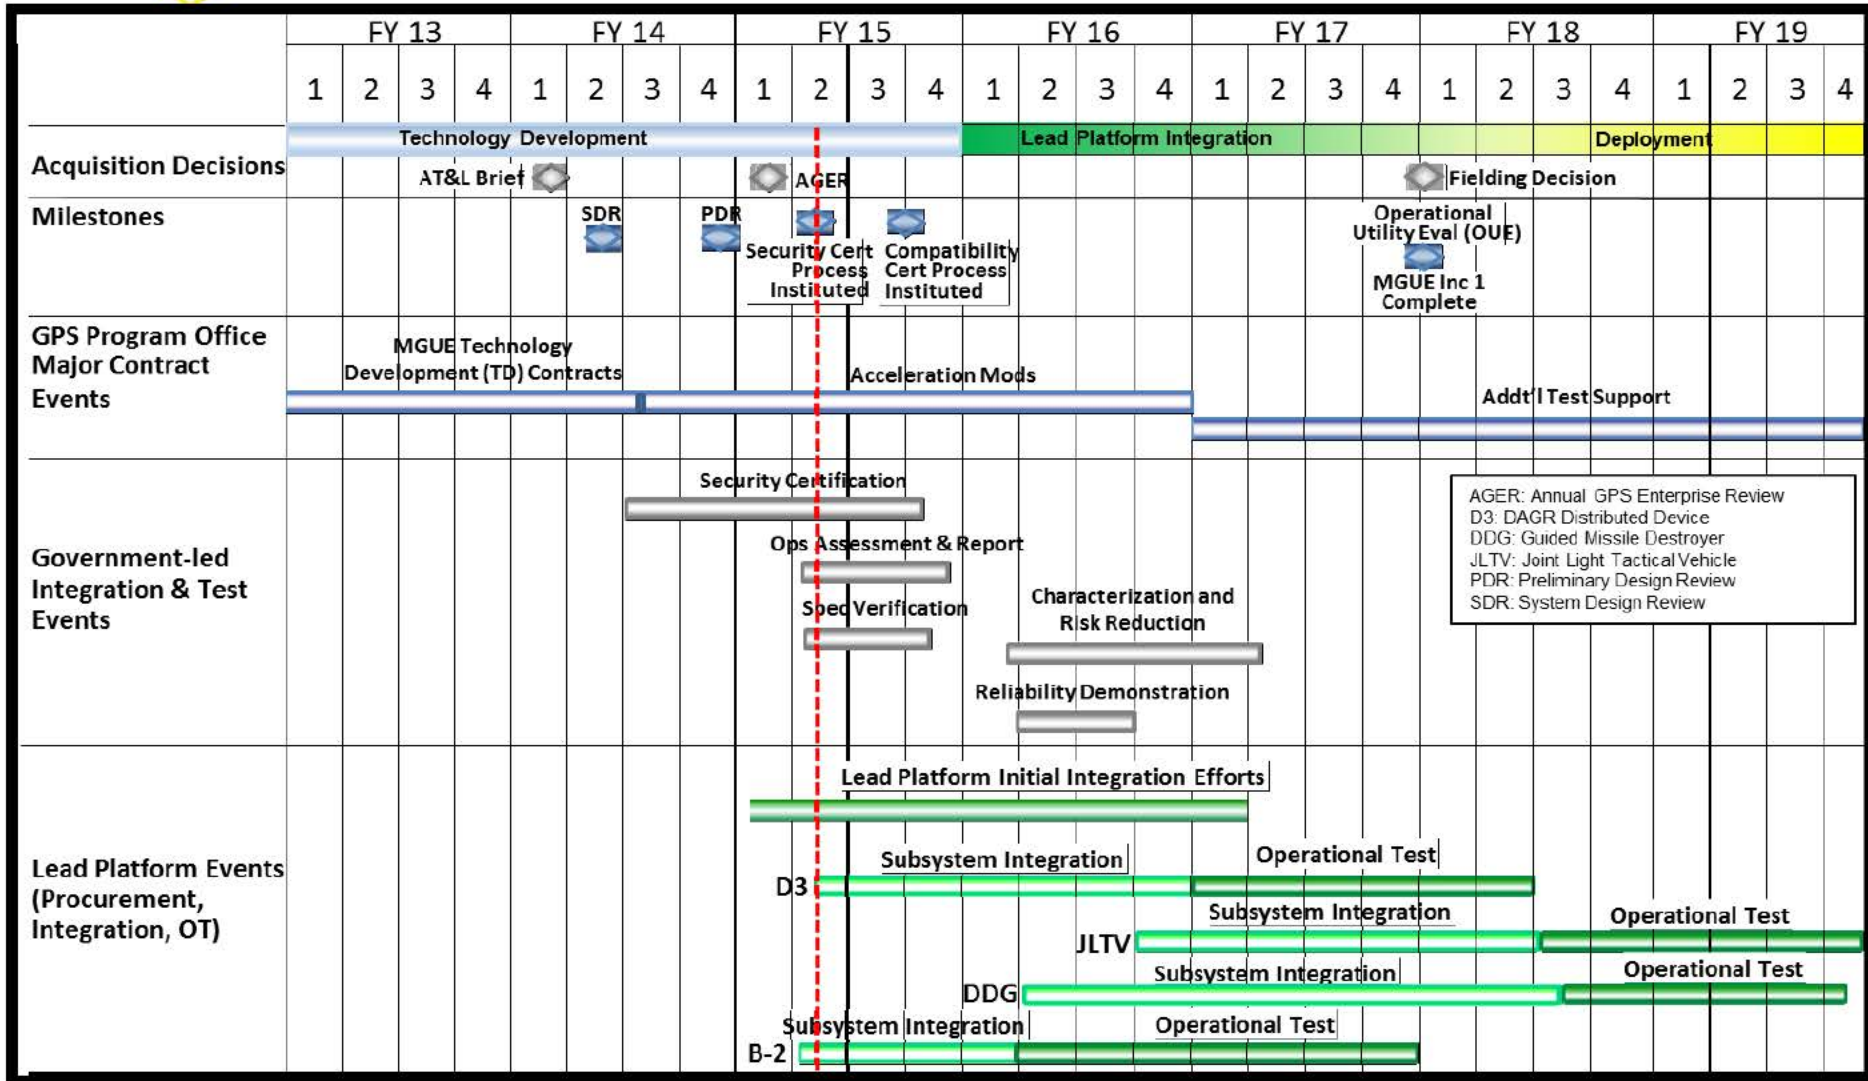 FY 13 FY 14 FY 15 FY 16 FY 17 FY 18 FY 19
1 2 3 4 1 2 3 4 1 2 3 4 1 2 3 4 1 2 3 4 1 2 3 4 1 2 3 4
Technology Development Lead Platform Integration Deployment
Acquisition Decisions
AT&L Brief AGER Fielding Decision
Milestones
SDR PDR
Security Cert
Process
Instituted
Compatibility
Cert Process
Instituted
Operational
Utility Eval (OUE)
MGUE Inc 1
Complete
GPS Program Office
Major Contract
Events
MGUE Technology
Development (TD) Contracts
Acceleration Mods
Addt'l Test Support
Government-led
Integration & Test
Events
Security Certification
Ops Assessment & Report
Spec Verification
Characterization and
Risk Reduction
Reliability Demonstration
AGER: Annual GPS Enterprise Review
D3: DAGR Distributed Device
DDG: Guided Missile Destroyer
JLTV: Joint Light Tactical Vehicle
PDR: Preliminary Design Review
SDR: System Design Review
Lead Platform Events
(Procurement,
Integration, OT)
Lead Platform Initial Integration Efforts
Subsystem Integration Operational Test
D3
Subsystem Integration Operational Test
JLTV
Subsystem Integration Operational Test
DDG
Subsystem Integration Operational Test
B-2